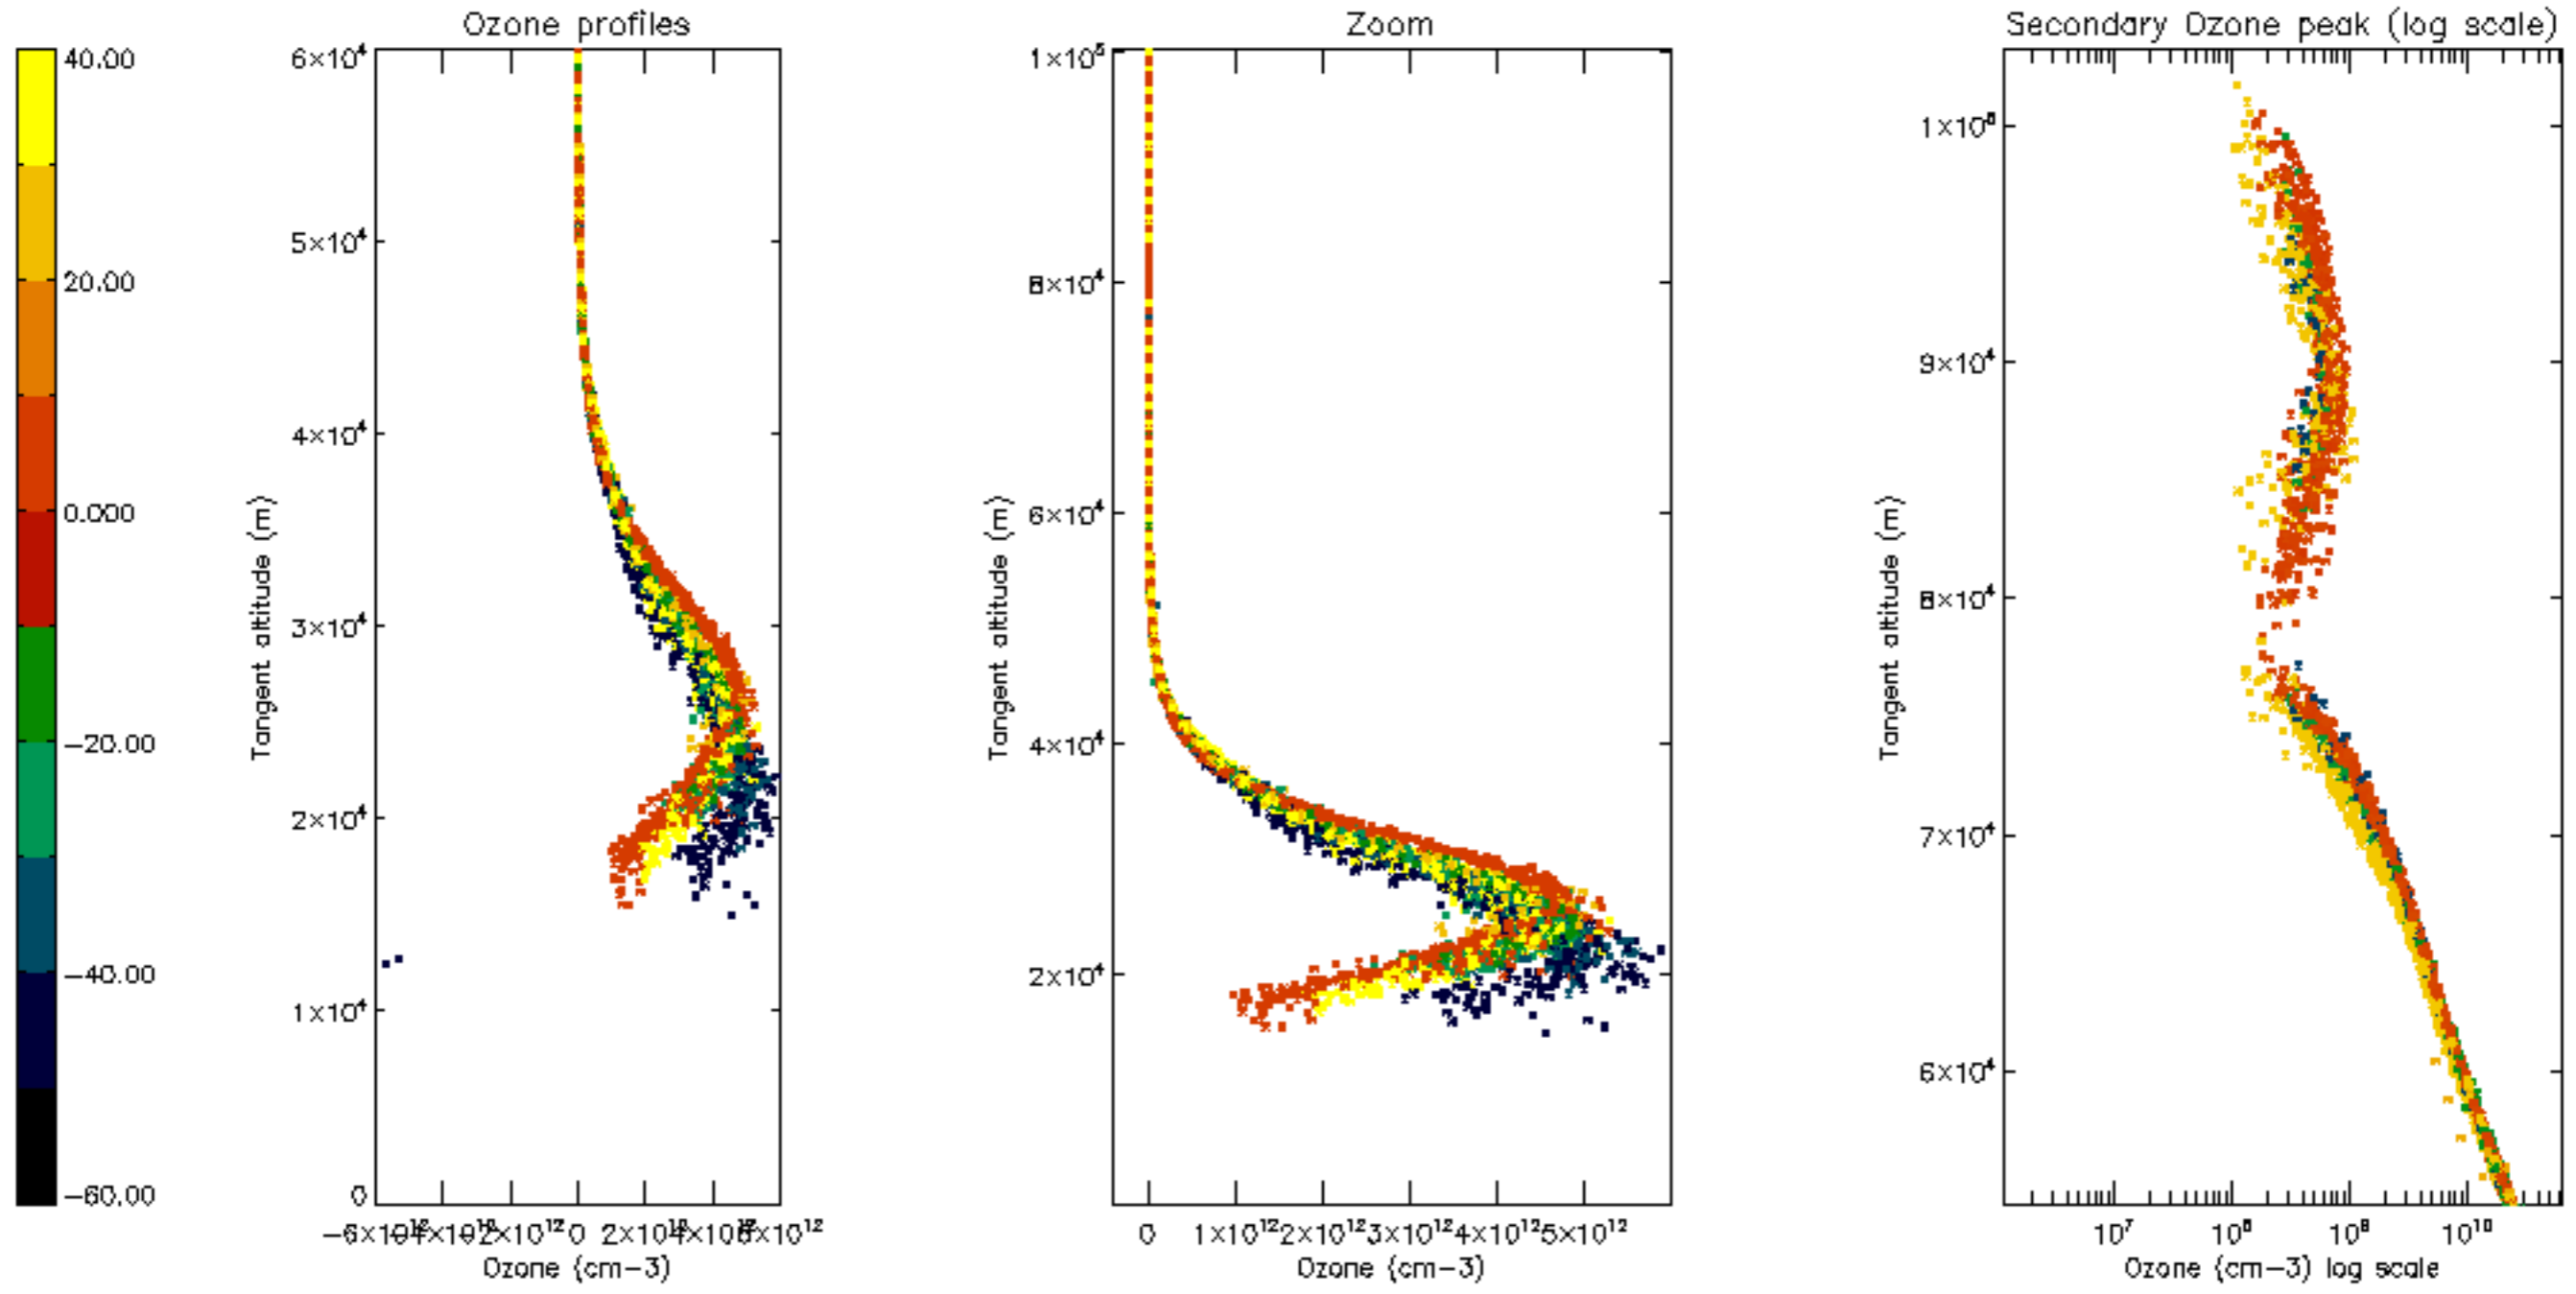 Ozone profiles
Zoom
Secondary Ozone peak (log scale)
40.00
20.00
0.000
−20.00
−40.00
−60.00
6×10⁴
5×10⁴
4×10⁴
3×10⁴
2×10⁴
1×10⁴
0
Tangent altitude (m)
0
Ozone (cm−3)
1×10⁵
8×10⁴
6×10⁴
4×10⁴
2×10⁴
Tangent altitude (m)
0 1×10¹² 2×10¹² 3×10¹² 4×10¹² 5×10¹²
Ozone (cm−3)
9×10⁴
8×10⁴
7×10⁴
6×10⁴
Tangent altitude (m)
10⁷ 10¹⁰
Ozone (cm−3) log scale